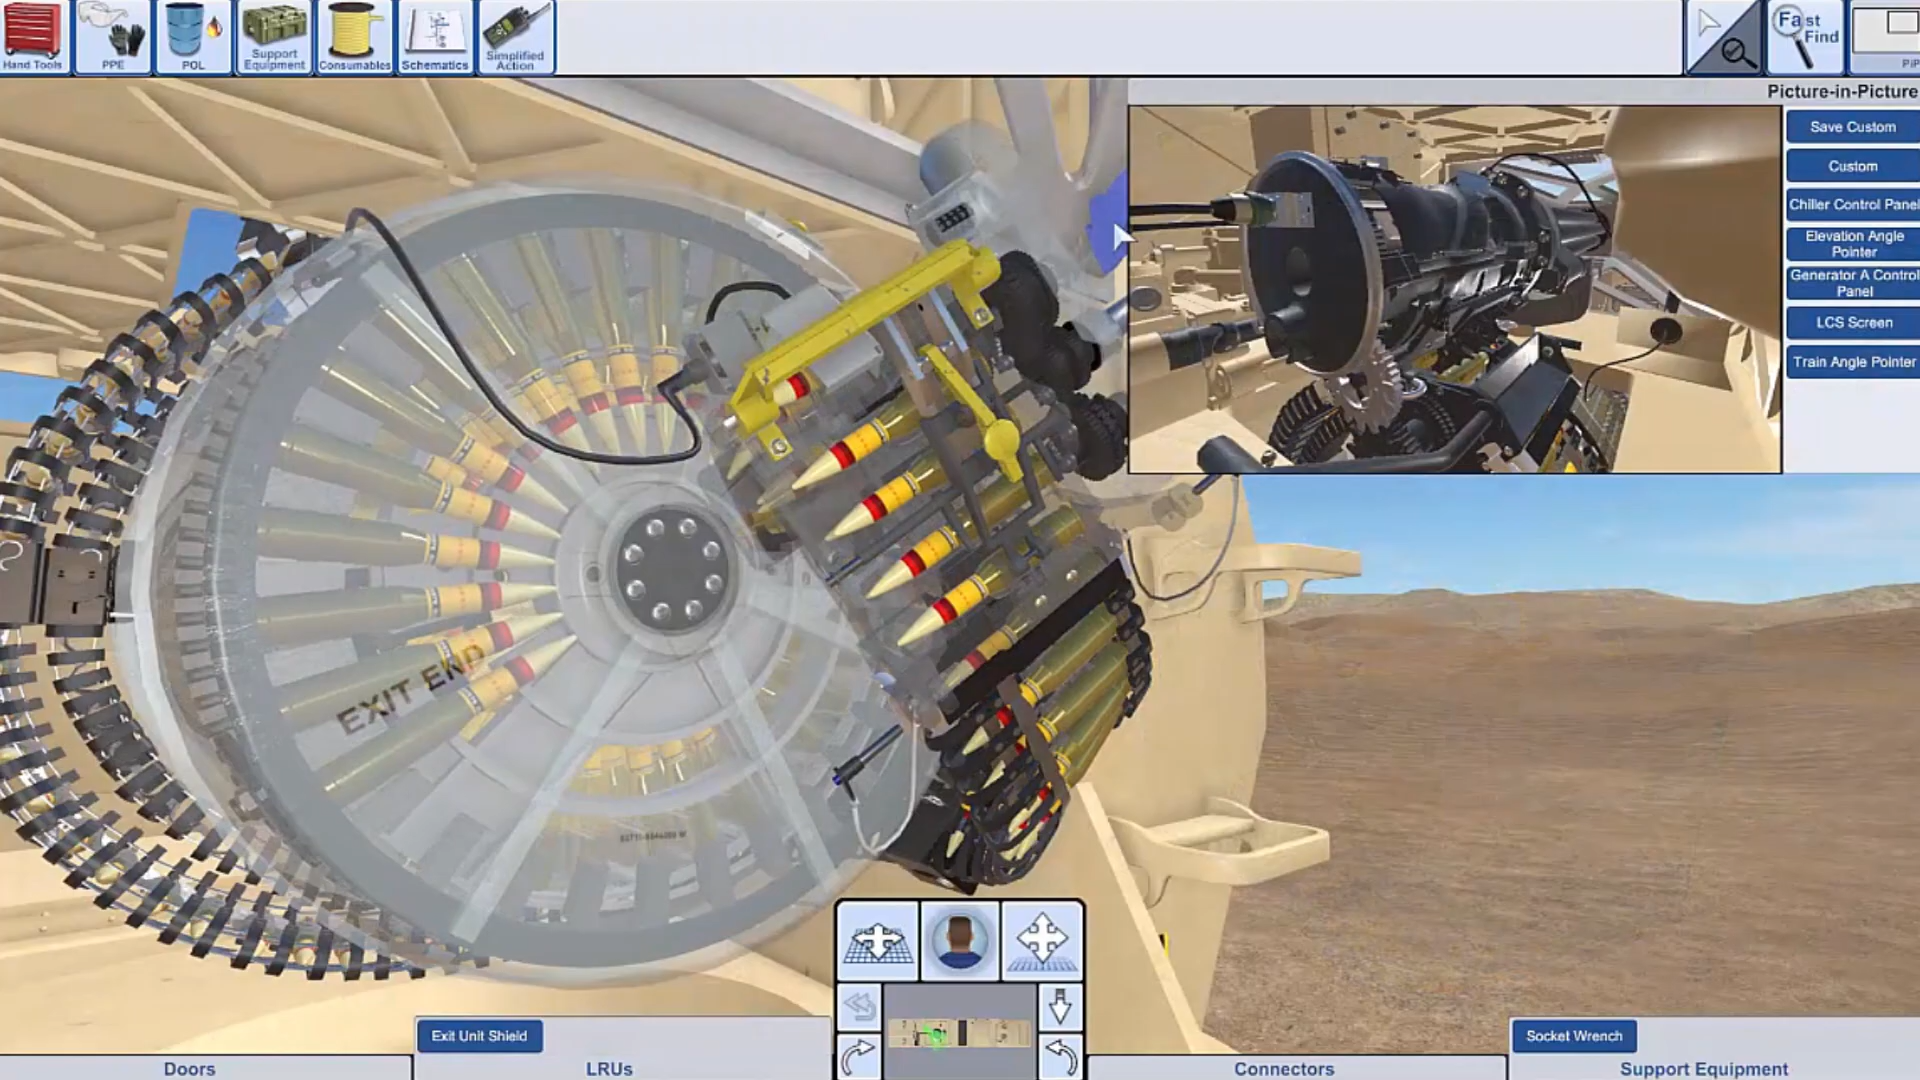 Hand Tools
PPE
POL
Support
Equipment
Consumables
Schematics
Simplified
Action
Fast
Find
PiP
Picture-in-Picture
Save Custom
Custom
Chiller Control Panel
Elevation Angle
Pointer
Generator A Control
Panel
LCS Screen
Train Angle Pointer
EXIT END
Exit Unit Shield
Socket Wrench
Doors
LRUs
Connectors
Support Equipment